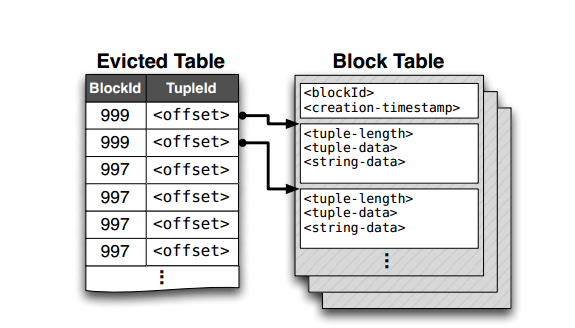 Evicted Table
BlockId TupleId
999 <offset>
999 <offset>
997 <offset>
997 <offset>
997 <offset>
997 <offset>
Block Table
<blockId>
<creation-timestamp>
<tuple-length>
<tuple-data>
<string-data>
<tuple-length>
<tuple-data>
<string-data>